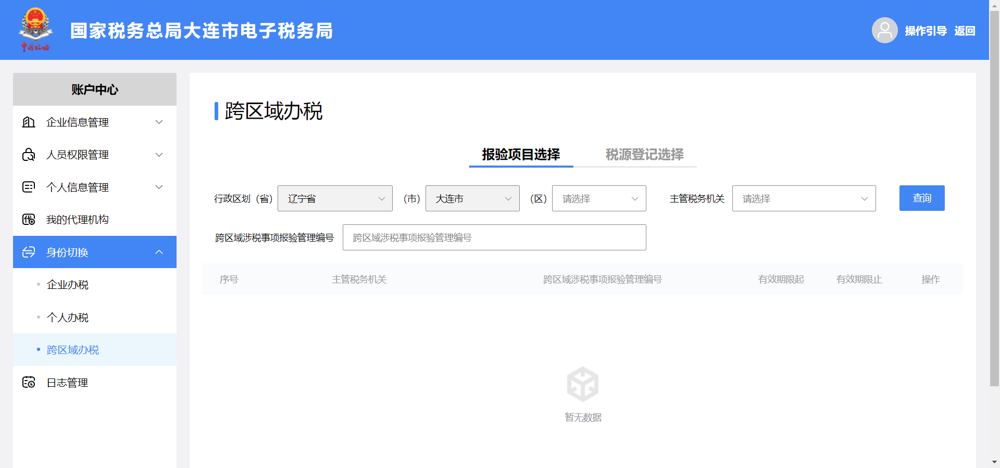 中国税务
国家税务总局大连市电子税务局
操作引导 返回
账户中心
企业信息管理
人员权限管理
个人信息管理
我的代理机构
身份切换
企业办税
个人办税
跨区域办税
日志管理
跨区域办税
报验项目选择 税源登记选择
行政区划（省） 辽宁省 （市） 大连市 （区） 请选择 主管税务机关 请选择 查询
跨区域涉税事项报验管理编号 跨区域涉税事项报验管理编号
序号 主管税务机关 跨区域涉税事项报验管理编号 有效期限起 有效期限止 操作
暂无数据